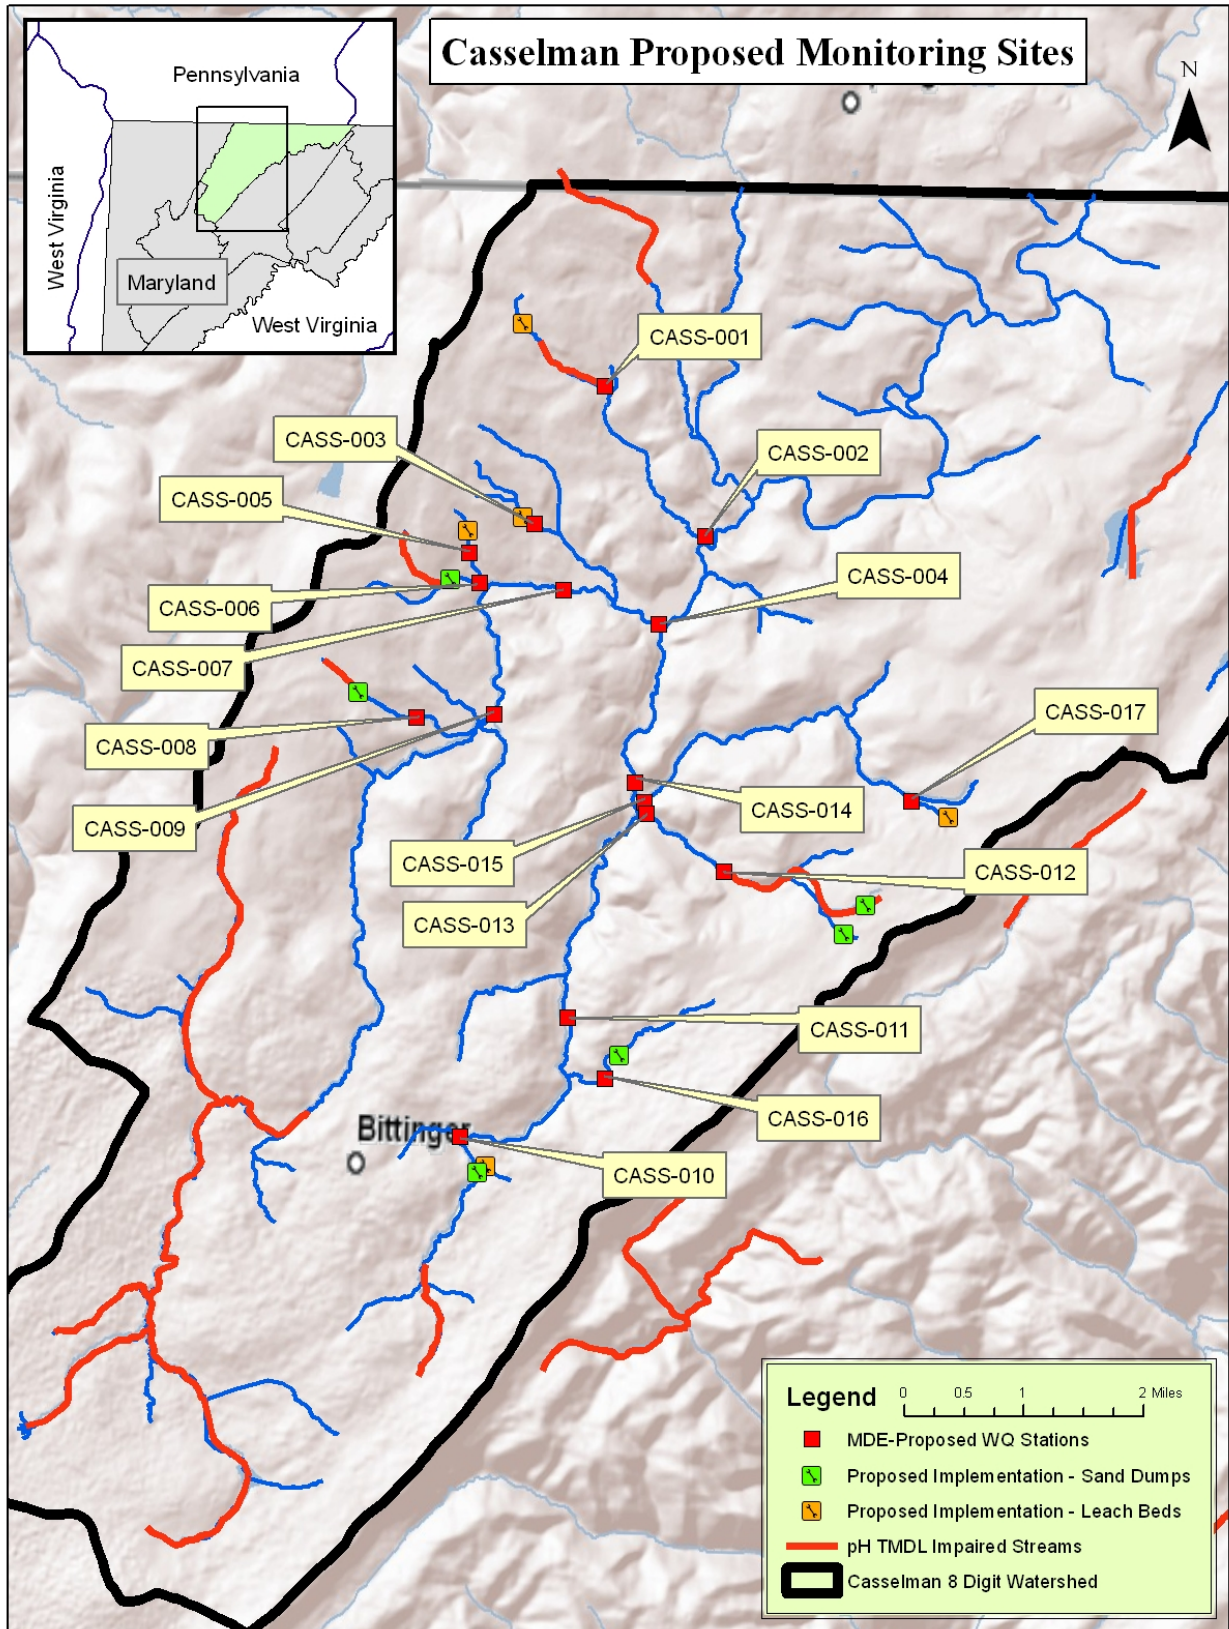 Casselman Proposed Monitoring Sites
Pennsylvania
West Virginia
Maryland
West Virginia
N
CASS-001
CASS-003
CASS-002
CASS-005
CASS-004
CASS-006
CASS-007
CASS-017
CASS-008
CASS-014
CASS-009
CASS-015
CASS-012
CASS-013
CASS-011
CASS-016
Bittinger
CASS-010
Legend
0 0.5 1 2 Miles
MDE-Proposed WQ Stations
Proposed Implementation - Sand Dumps
Proposed Implementation - Leach Beds
pH TMDL Impaired Streams
Casselman 8 Digit Watershed